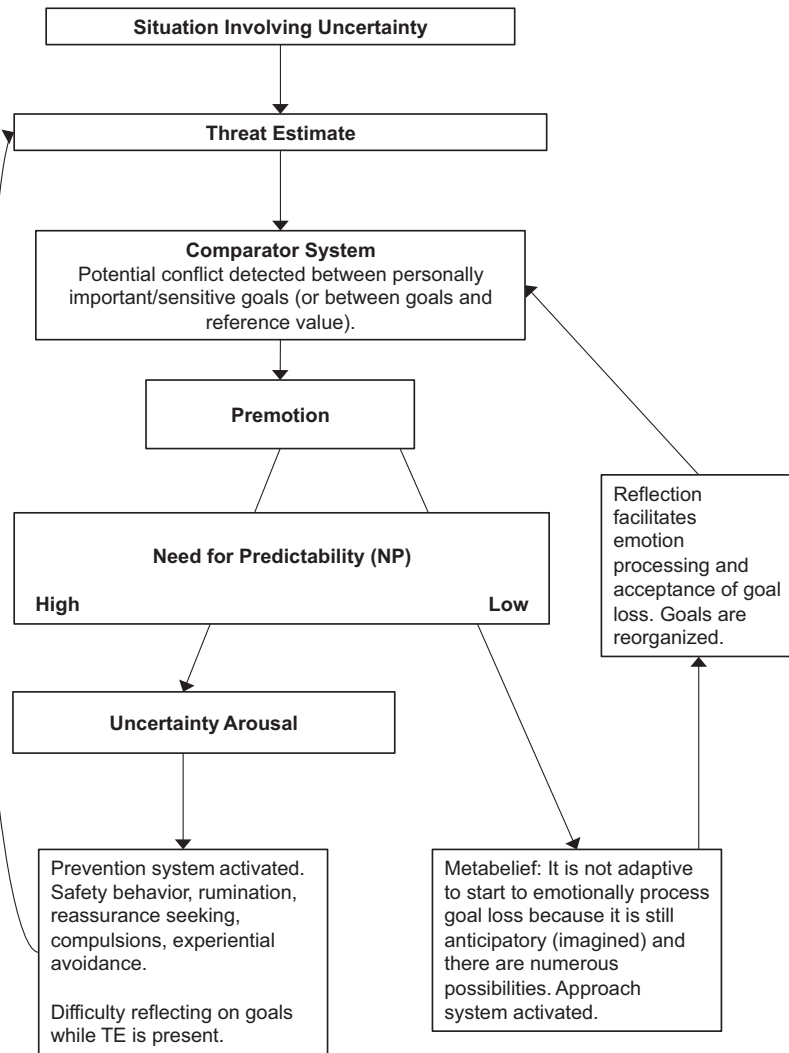 Situation Involving Uncertainty
Threat Estimate
Comparator System
Potential conflict detected between personally
important/sensitive goals (or between goals and
reference value).
Premotion
Need for Predictability (NP)
High
Low
Reflection
facilitates
emotion
processing and
acceptance of goal
loss. Goals are
reorganized.
Uncertainty Arousal
Prevention system activated.
Safety behavior, rumination,
reassurance seeking,
compulsions, experiential
avoidance.
Difficulty reflecting on goals
while TE is present.
Metabelief: It is not adaptive
to start to emotionally process
goal loss because it is still
anticipatory (imagined) and
there are numerous
possibilities. Approach
system activated.